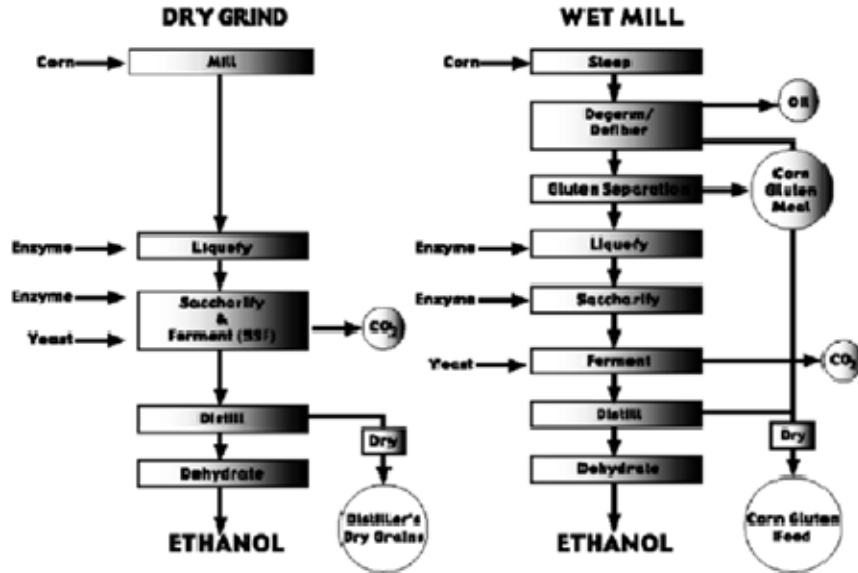 DRY GRIND
Corn
Mill
Enzyme
Liquefy
Enzyme
Yeast
Saccharify
&
Ferment (SSF)
CO2
Distill
Dry
Dehydrate
Distiller's
Dry Grains
ETHANOL
WET MILL
Corn
Steep
Degerm/
Defiber
Oil
Gluten Separation
Corn
Gluten
Meal
Enzyme
Liquefy
Enzyme
Saccharify
Yeast
Ferment
CO2
Distill
Dry
Dehydrate
Corn Gluten
Feed
ETHANOL